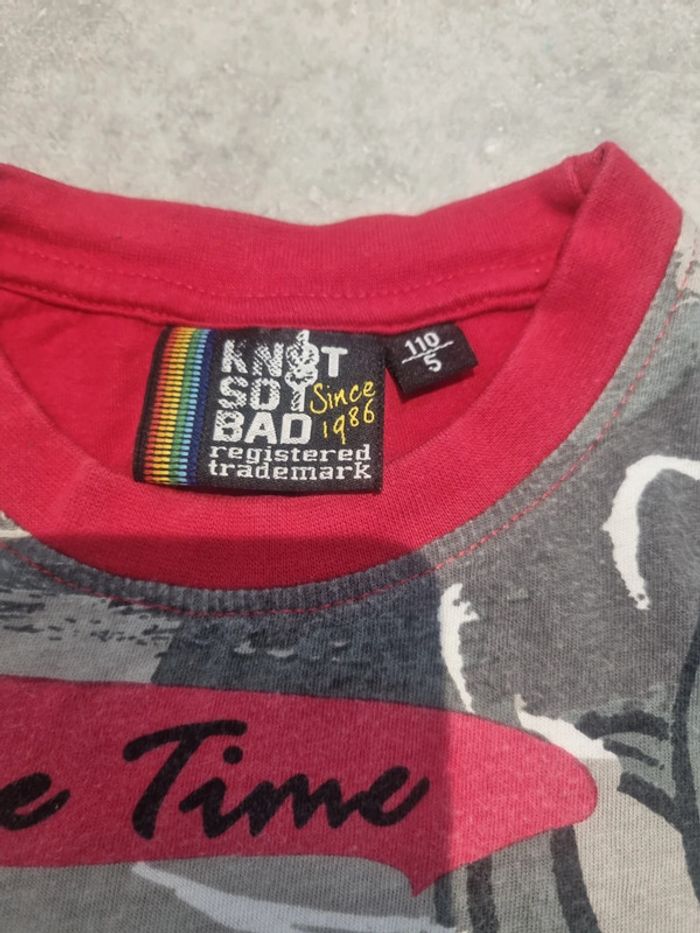 KNOT
SO
BAD
Since
1986
registered
trademark
110
5
e Time